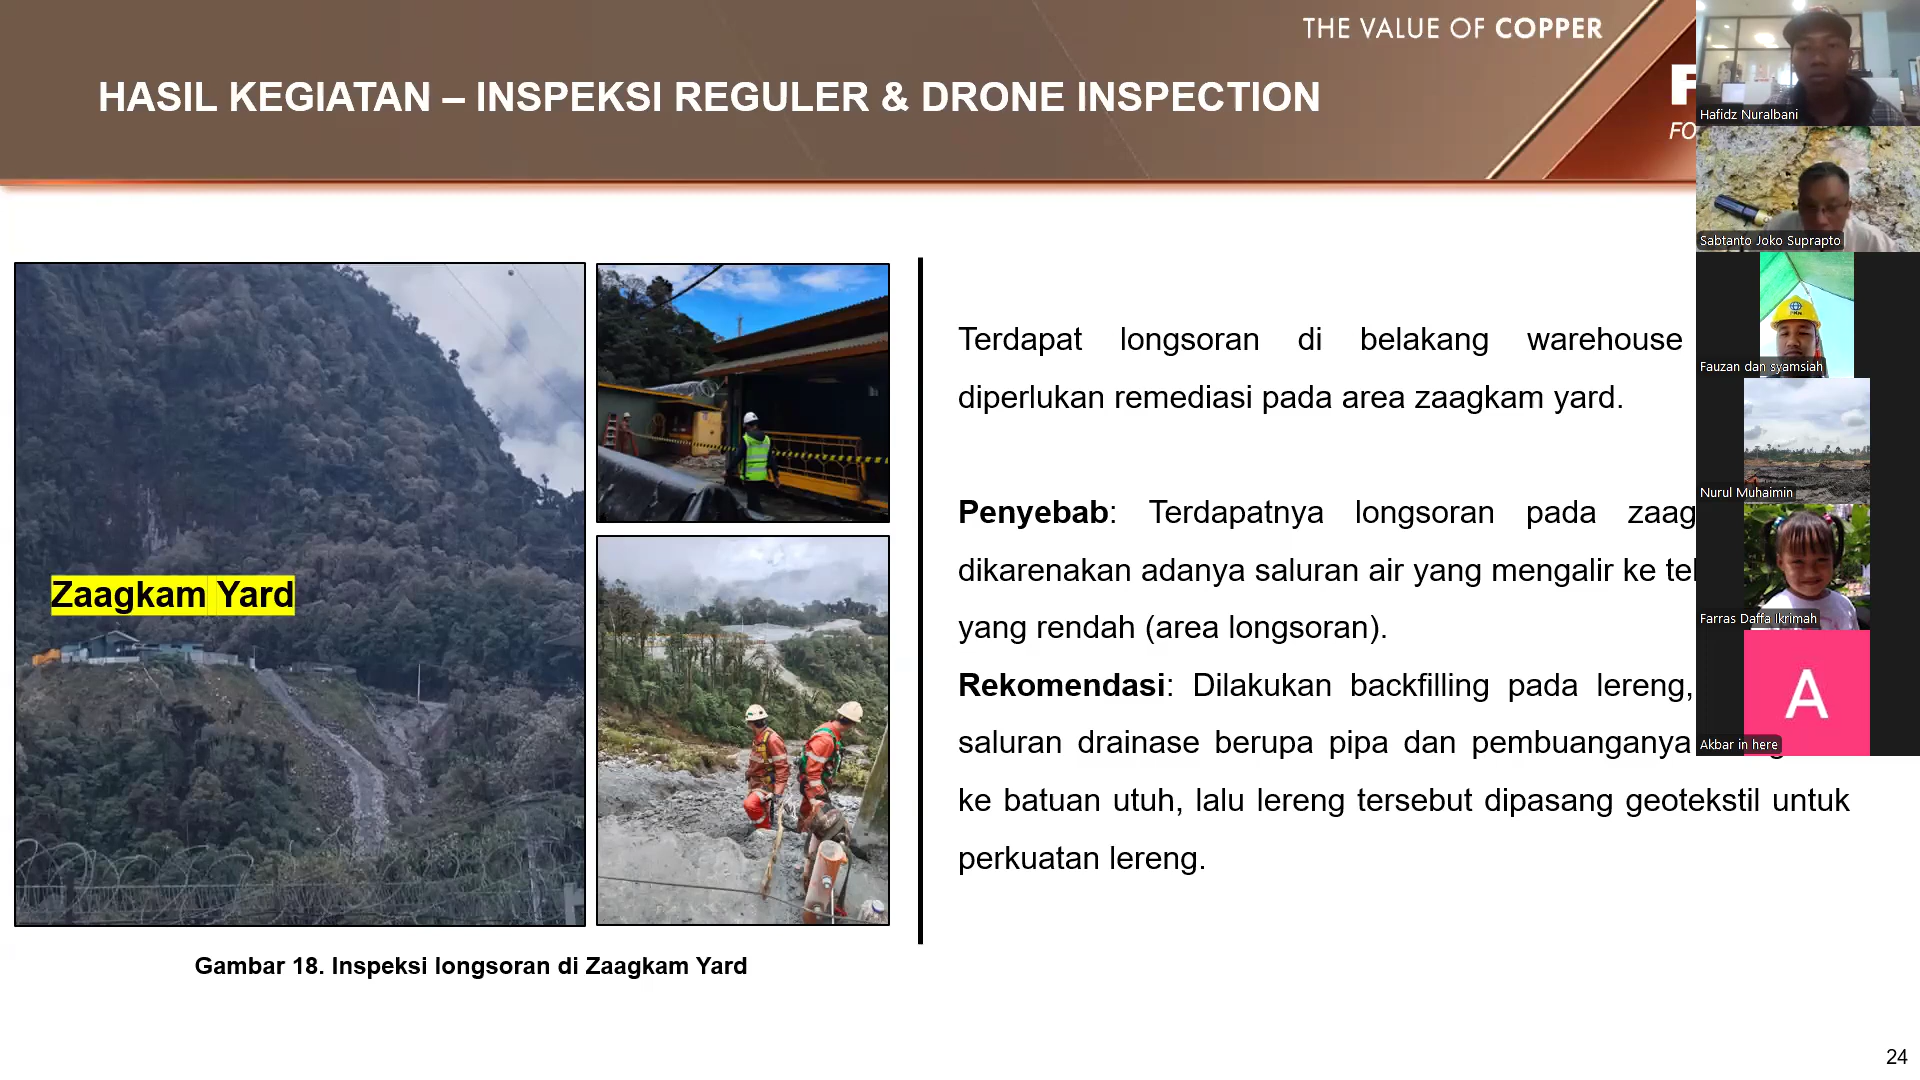 THE VALUE OF COPPER
HASIL KEGIATAN – INSPEKSI REGULER & DRONE INSPECTION
F
FO
Zaagkam Yard
Terdapat longsoran di belakang warehouse
diperlukan remediasi pada area zaagkam yard.
Penyebab: Terdapatnya longsoran pada
dikarenakan adanya saluran air yang mengalir ke
yang rendah (area longsoran).
Rekomendasi: Dilakukan backfilling pada lereng,
saluran drainase berupa pipa dan pembuanganya
ke batuan utuh, lalu lereng tersebut dipasang geotekstil untuk
perkuatan lereng.
Gambar 18. Inspeksi longsoran di Zaagkam Yard
24
Hafidz Nuralbani
Sabtanto Joko Suprapto
Fauzan dan syamsiah
Nurul Muhaimin
Farras Daffa Ikrimah
A
Akbar in here